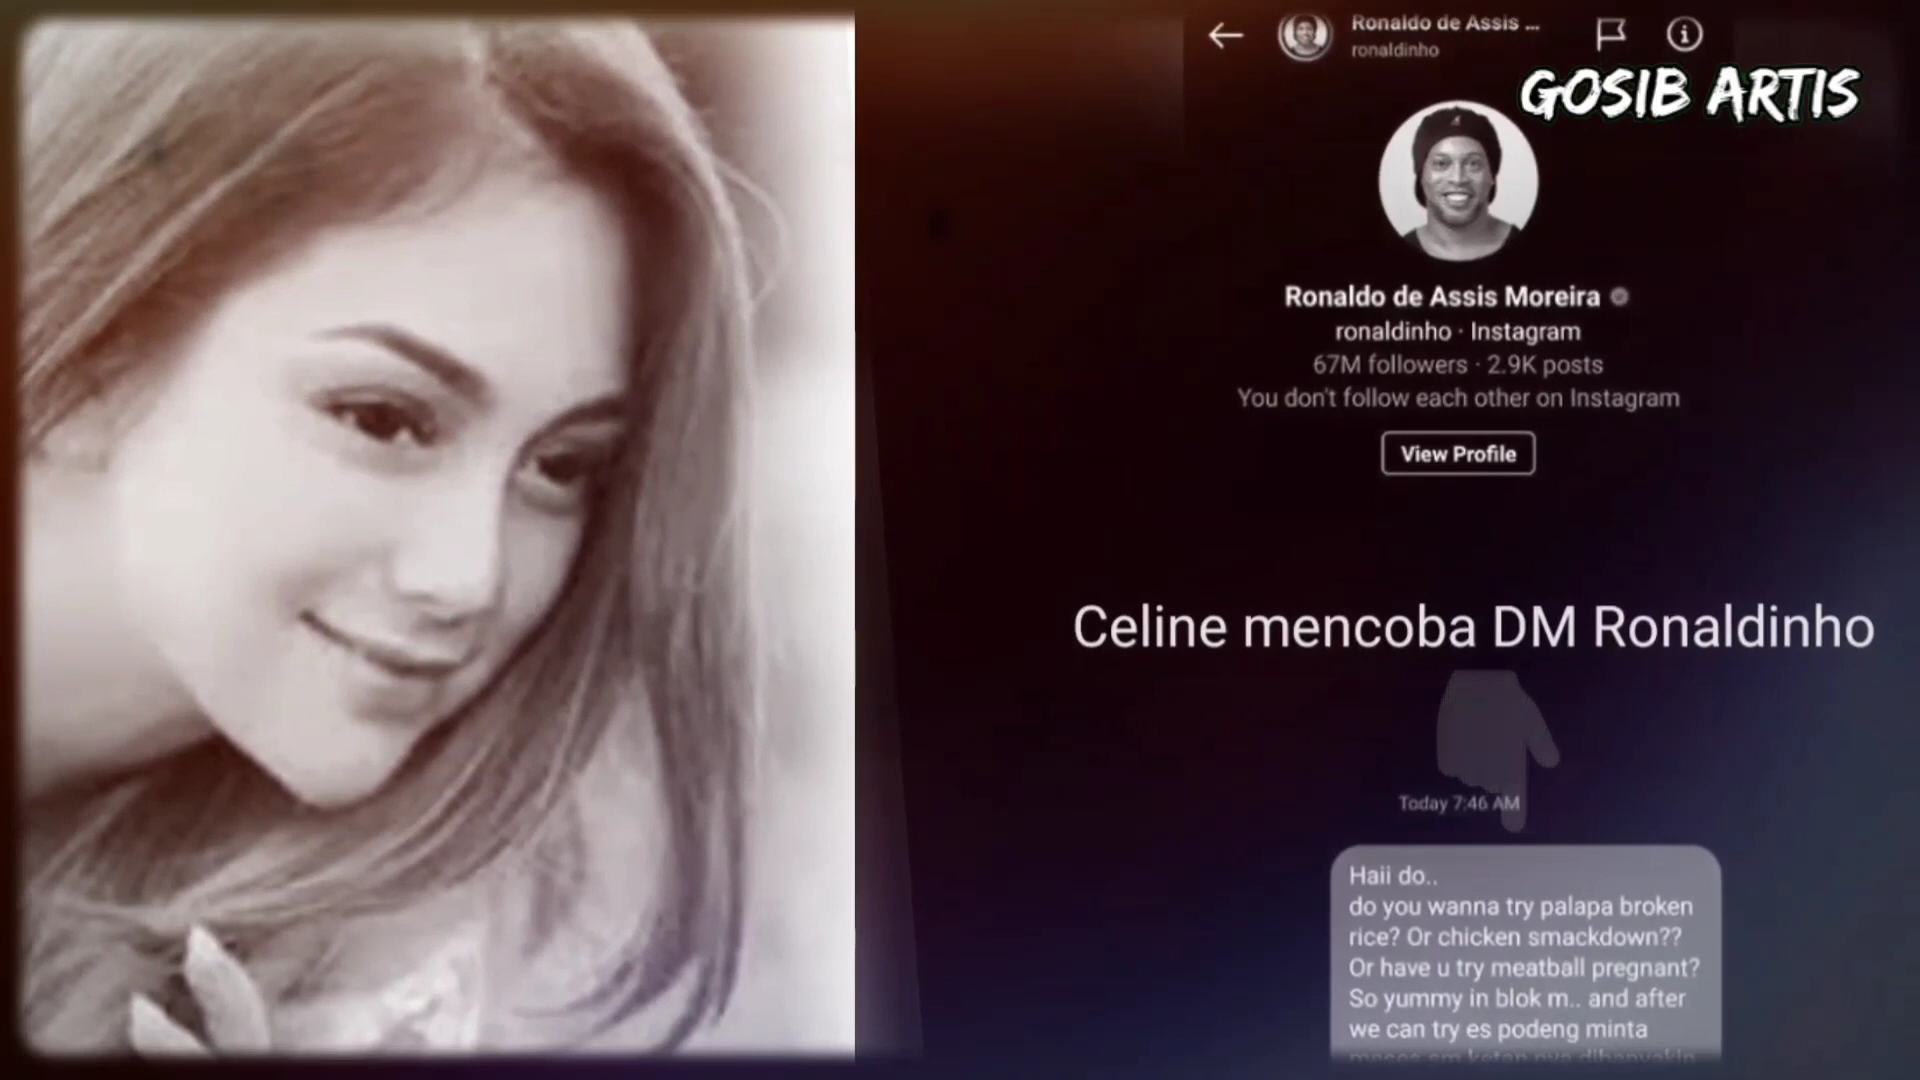 Ronaldo de Assis ...
ronaldinho
GOSIB ARTIS
Ronaldo de Assis Moreira
ronaldinho · Instagram
67M followers · 2.9K posts
You don't follow each other on Instagram
View Profile
Celine mencoba DM Ronaldinho
Today 7:46 AM
Haii do..
do you wanna try palapa broken
rice? Or chicken smackdown??
Or have u try meatball pregnant?
So yummy in blok m.. and after
we can try es podeng minta